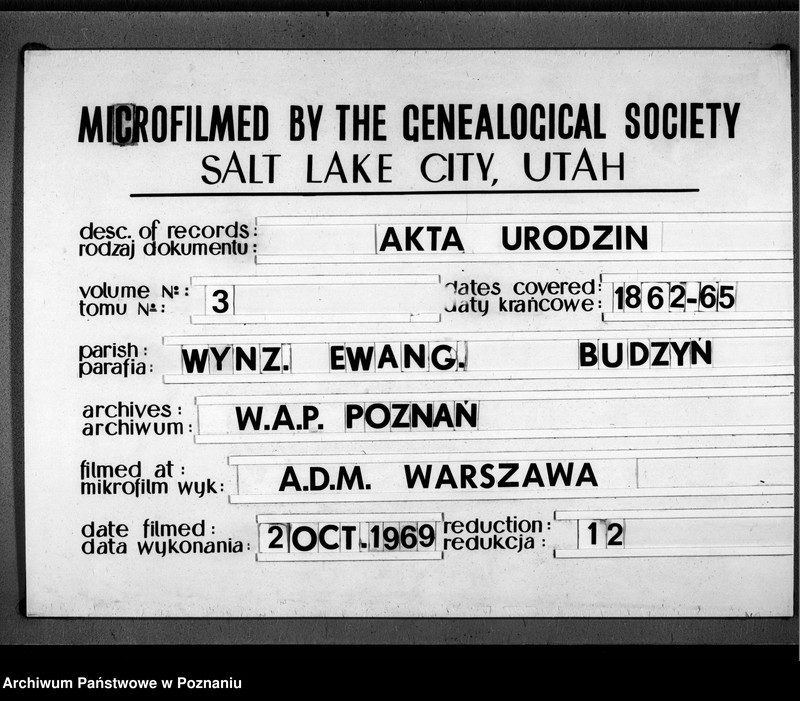 MICROFILMED BY THE GENEALOGICAL SOCIETY
SALT LAKE CITY, UTAH
desc. of records: AKTA URODZIN
rodzaj dokumentu:
volume Nº: 3 dates covered: 1862-65
tomu Nº: daty krańcowe:
parish: WYNZ. EWANG. BUDZYŃ
parafia:
archives: W.A.P. POZNAŃ
archiwum:
filmed at: A.D.M. WARSZAWA
mikrofilm wyk:
date filmed: 2 OCT. 1969 reduction: 12
data wykonania: redukcja:
Archiwum Państwowe w Poznaniu